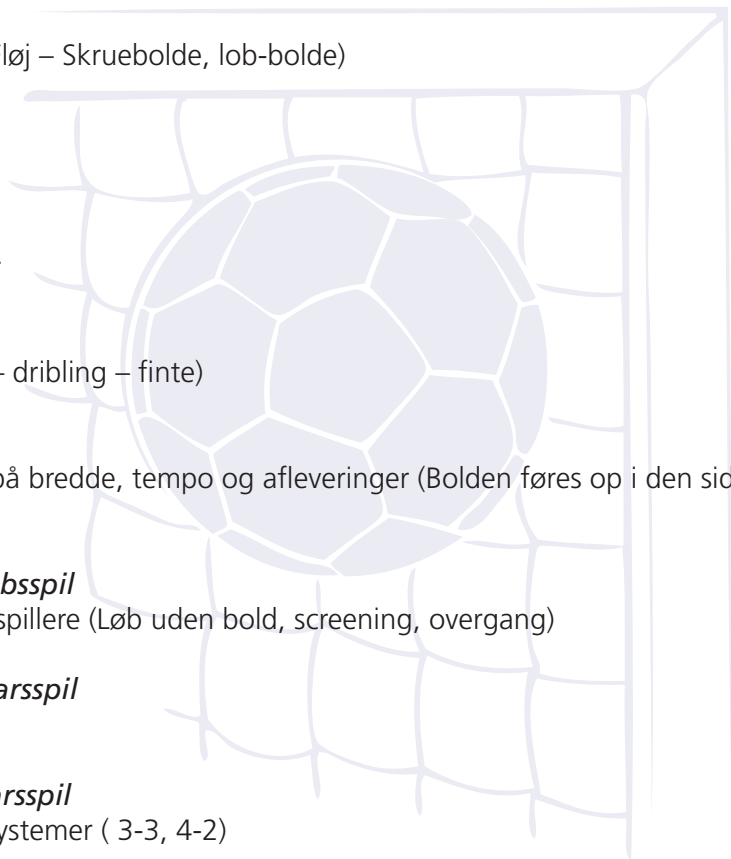 løj – Skruebolde, lob-bolde)
– dribling – finte)
på bredde, tempo og afleveringer (Bolden føres op i den sid
bsspil
spillere (Løb uden bold, screening, overgang)
arsspil
arsspil
ystemer ( 3-3, 4-2)